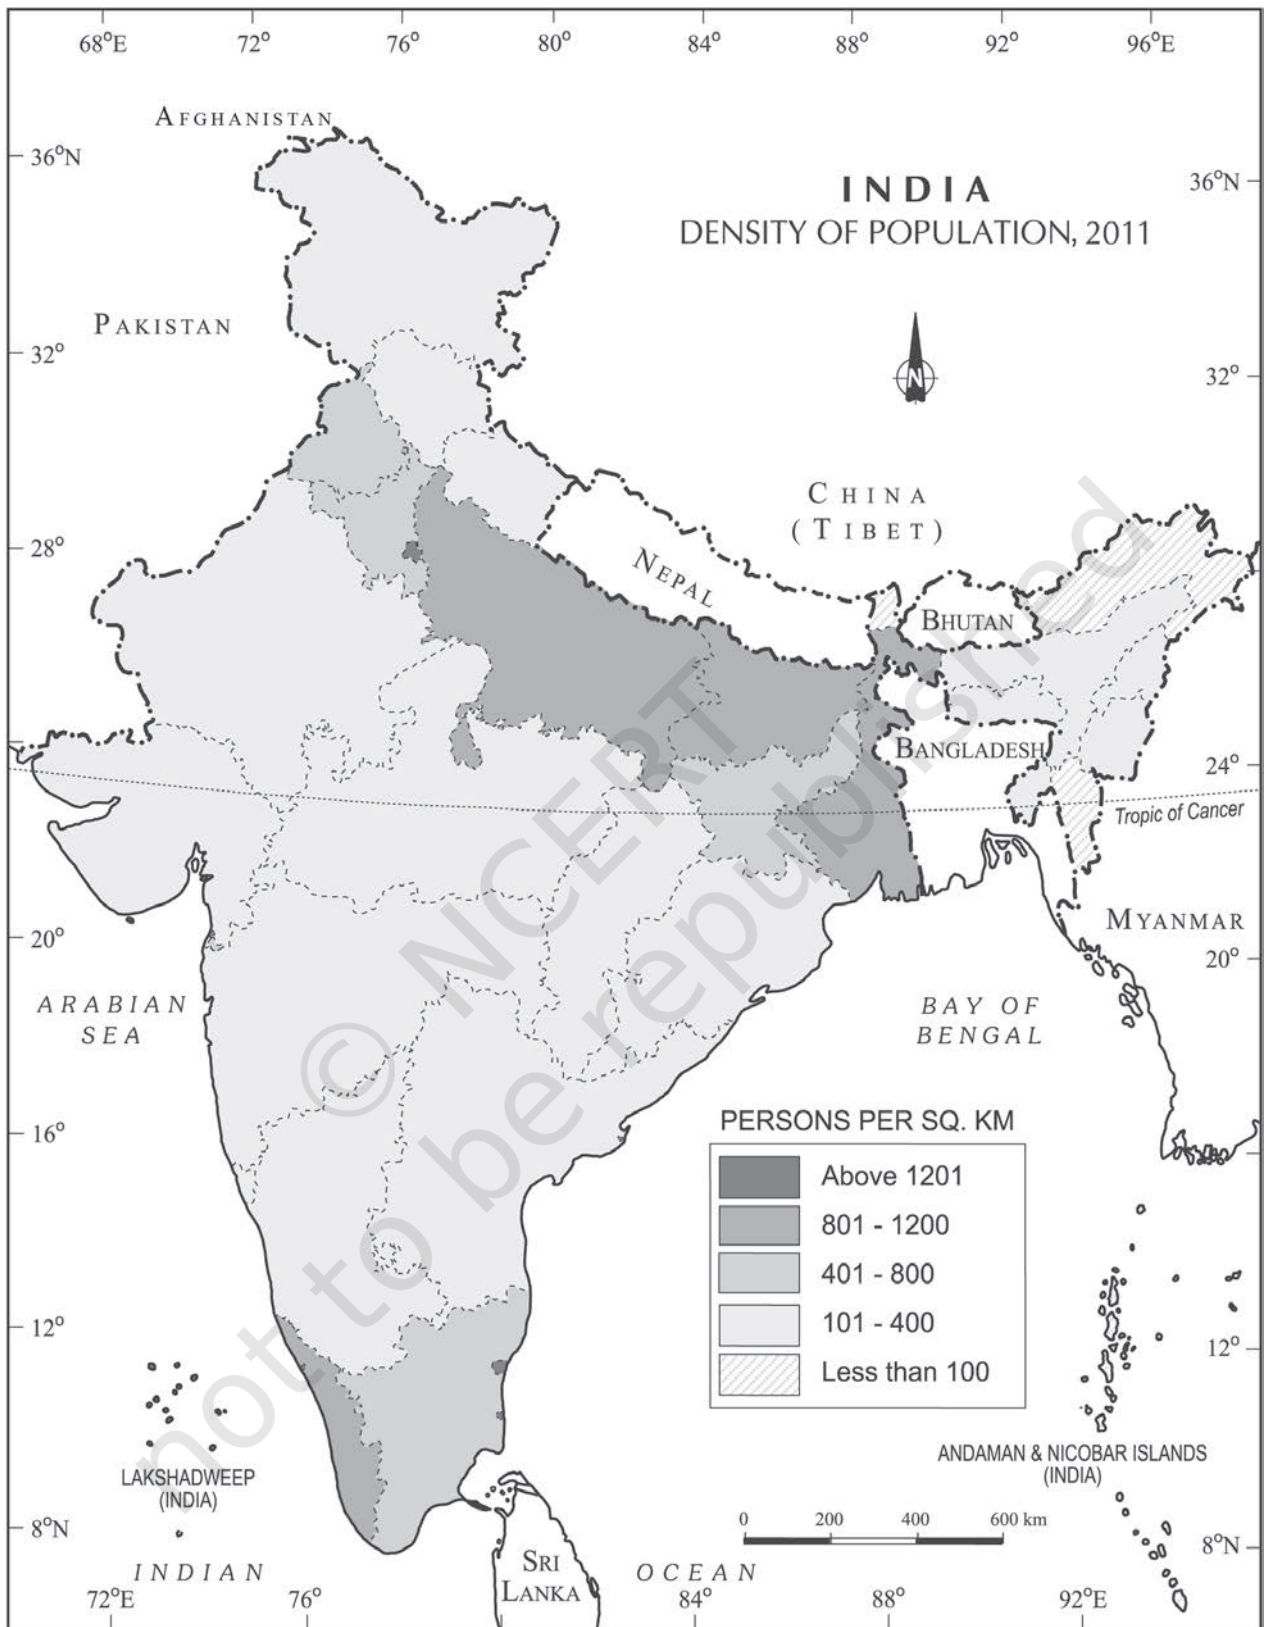 68°E 72° 76° 80° 84° 88° 92° 96°E
AFGHANISTAN
36°N
INDIA
36°N
DENSITY OF POPULATION, 2011
PAKISTAN
32°
N
32°
CHINA
(TIBET)
28°
NEPAL
BHUTAN
BANGLADESH
24°
Tropic of Cancer
MYANMAR
20°
20°
ARABIAN
SEA
BAY OF
BENGAL
© NCERT
not to be republished
PERSONS PER SQ. KM
16°
Above 1201
801 - 1200
401 - 800
101 - 400
Less than 100
12°
12°
LAKSHADWEEP
(INDIA)
ANDAMAN & NICOBAR ISLANDS
(INDIA)
0 200 400 600 km
8°N
8°N
SRI
LANKA
INDIAN OCEAN
72°E 76° 84° 88° 92°E